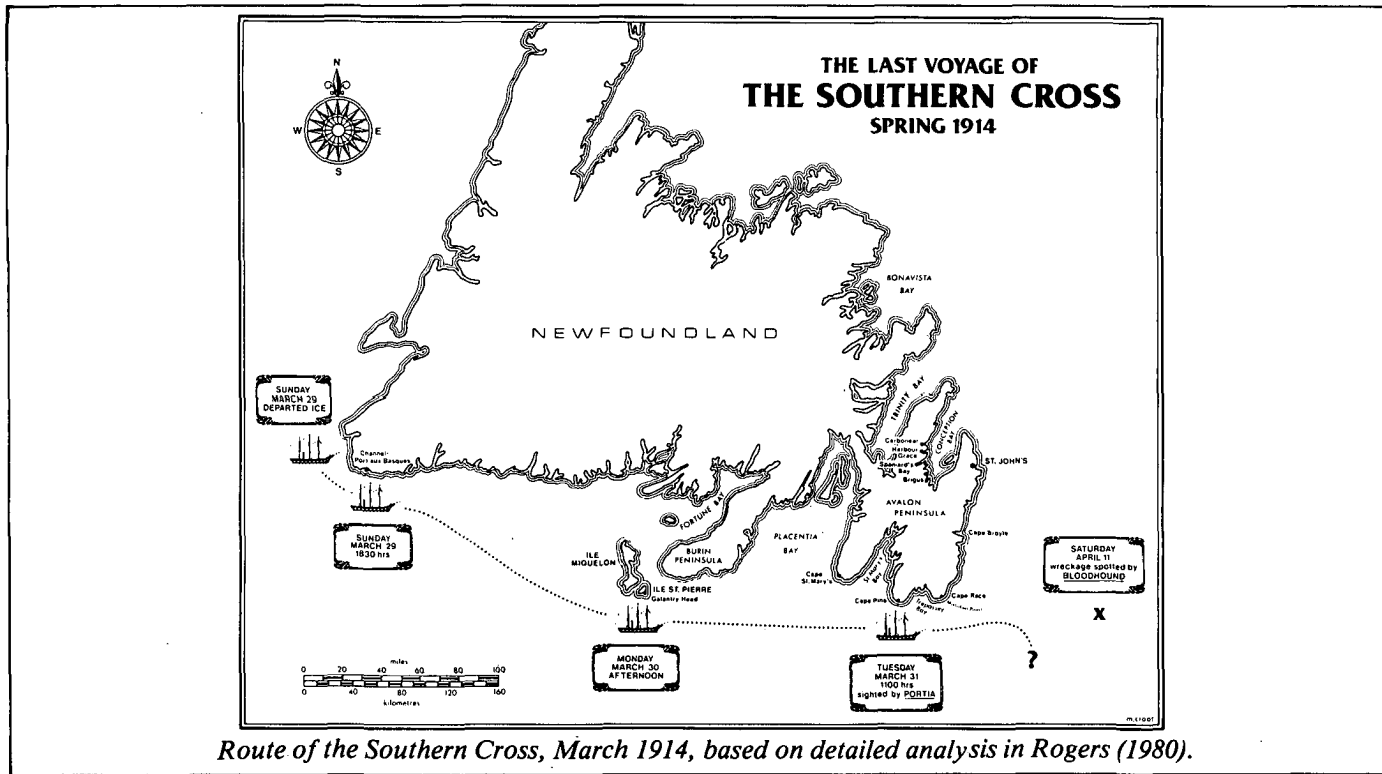 THE LAST VOYAGE OF
THE SOUTHERN CROSS
SPRING 1914
N
W
E
S
BONAVISTA
BAY
NEWFOUNDLAND
TRINITY BAY
CONCEPTION
BAY
SUNDAY
MARCH 29
DEPARTED ICE
Channel-
Port aux Basques
Carbonear
Harbour
Grace
Spaniard's
Bay
Brigus
ST. JOHN'S
AVALON
PENINSULA
FORTUNE BAY
SUNDAY
MARCH 29
1830 hrs
PLACENTIA
BAY
Cape Broyle
ILE
MIQUELON
BURIN
PENINSULA
SATURDAY
APRIL 11
wreckage spotted by
BLOODHOUND
Cape
St. Mary's
St. Mary's
Bay
ILE ST. PIERRE
Galantry Head
Cape Pine
Trepassey
Bay
Cape Race
X
MONDAY
MARCH 30
AFTERNOON
TUESDAY
MARCH 31
1100 hrs
sighted by PORTIA
?
miles
0 20 40 60 80 100
0 40 80 120 160
kilometres
m.croot
Route of the Southern Cross, March 1914, based on detailed analysis in Rogers (1980).